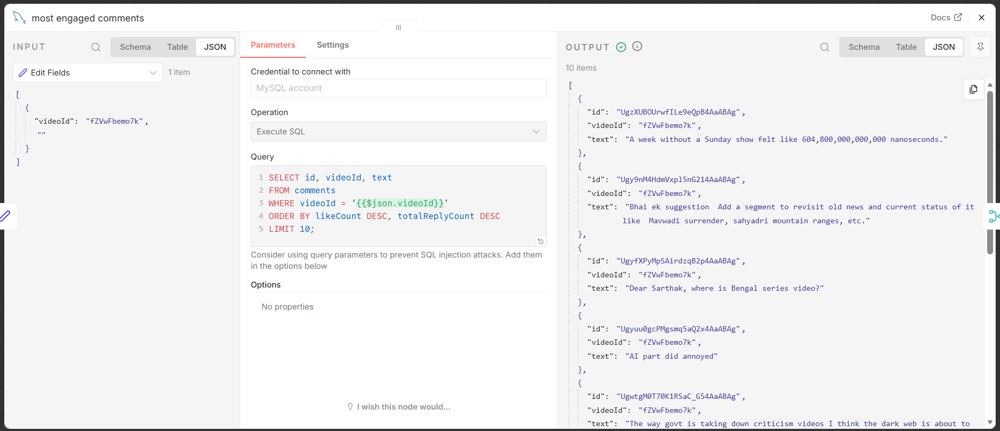 most engaged comments
Docs
INPUT
Schema
Table
JSON
Edit Fields
1 item
[
{
"videoId": "fZVwFbemo7k",
""
}
]
Parameters
Settings
Credential to connect with
MySQL account
Operation
Execute SQL
Query
1 SELECT id, videoId, text
2 FROM comments
3 WHERE videoId = '{{$json.videoId}}'
4 ORDER BY likeCount DESC, totalReplyCount DESC
5 LIMIT 10;
Consider using query parameters to prevent SQL injection attacks. Add them
in the options below
Options
No properties
I wish this node would...
OUTPUT
Schema
Table
JSON
10 items
[
{
"id": "UgzXUBOUrwfILe9eQpB4AaABAg",
"videoId": "fZVwFbemo7k",
"text": "A week without a Sunday show felt like 604,800,000,000,000 nanoseconds."
},
{
"id": "Ugy9nM4HdmVxpl5nG214AaABAg",
"videoId": "fZVwFbemo7k",
"text": "Bhai ek suggestion  Add a segment to revisit old news and current status of it
like  Mavwadi surrender, sahyadri mountain ranges, etc."
},
{
"id": "UgyfXPyMpSAirdzqB2p4AaABAg",
"videoId": "fZVwFbemo7k",
"text": "Dear Sarthak, where is Bengal series video?"
},
{
"id": "Ugyuu0gcPMgsmq5aQ2x4AaABAg",
"videoId": "fZVwFbemo7k",
"text": "AI part did annoyed"
},
{
"id": "UgwtgM0T70K1RSaC_G54AaABAg",
"videoId": "fZVwFbemo7k",
"text": "The way govt is taking down criticism videos I think the dark web is about to